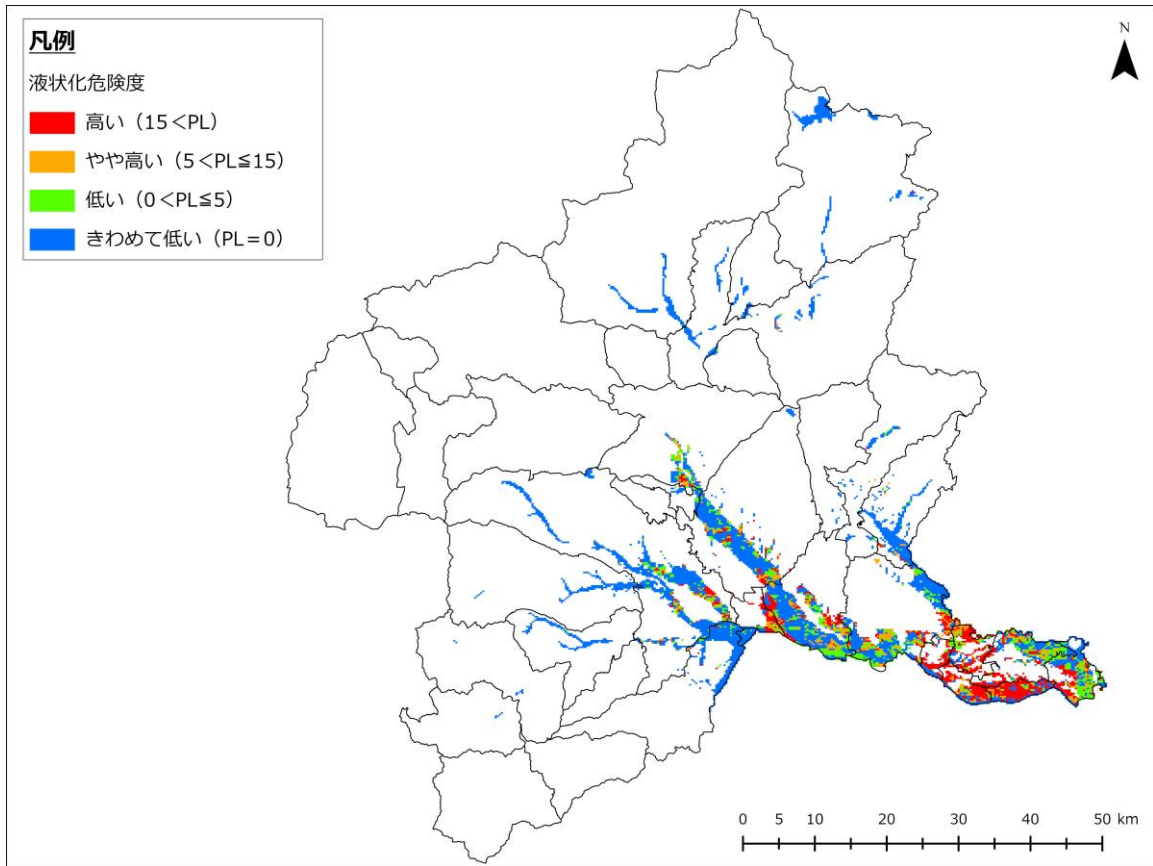 凡例
液状化危険度
高い（15＜PL）
やや高い（5＜PL≦15）
低い（0＜PL≦5）
きわめて低い（PL＝0）
N
0 5 10 20 30 40 50 km